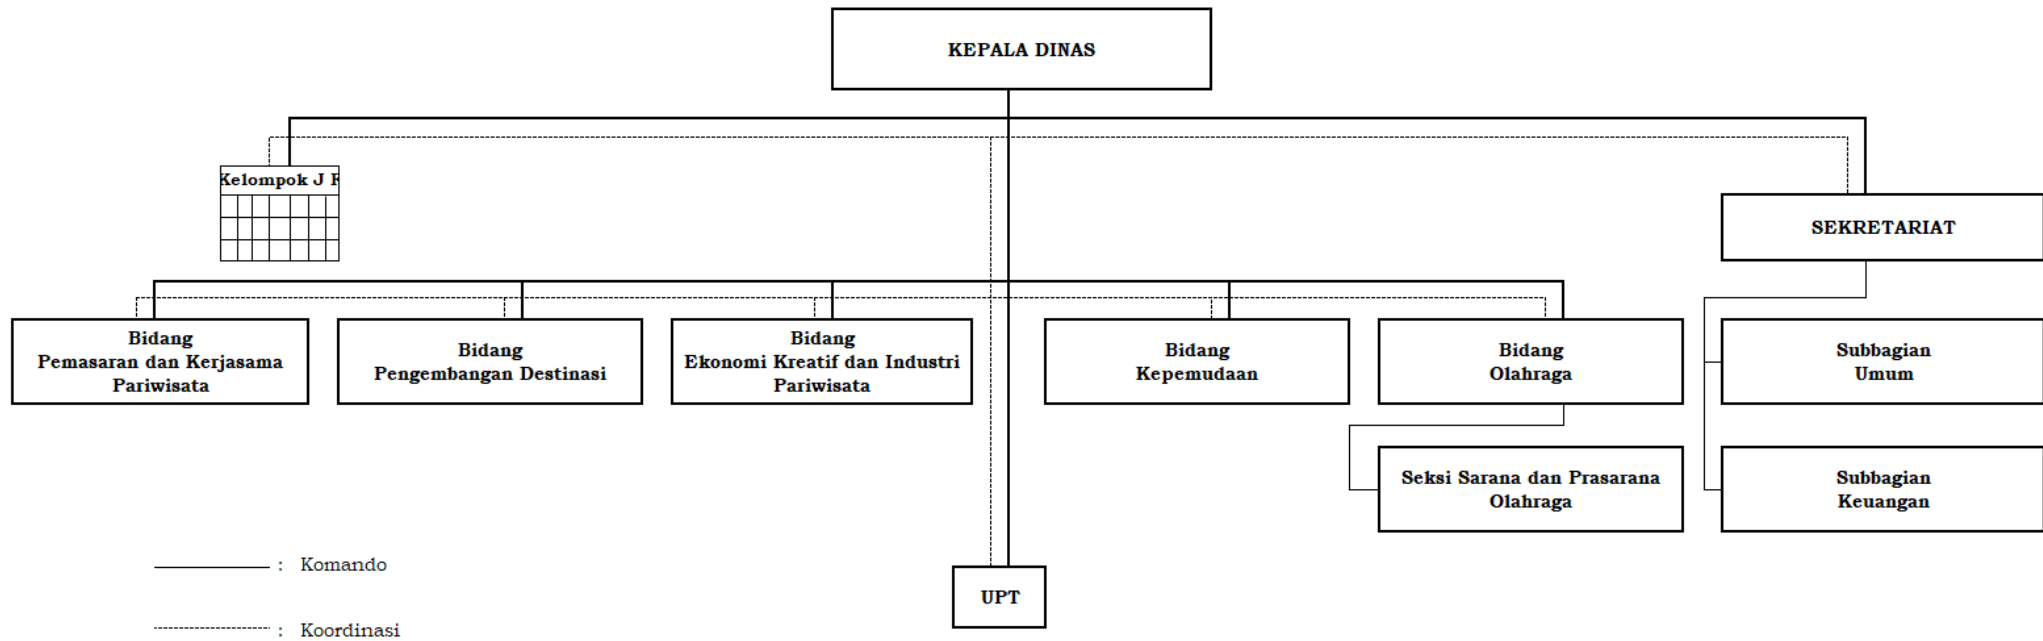 KEPALA DINAS
Kelompok J F
SEKRETARIAT
Bidang
Pemasaran dan Kerjasama
Pariwisata
Bidang
Pengembangan Destinasi
Bidang
Ekonomi Kreatif dan Industri
Pariwisata
Bidang
Kepemudaan
Bidang
Olahraga
Subbagian
Umum
Seksi Sarana dan Prasarana
Olahraga
Subbagian
Keuangan
: Komando
UPT
: Koordinasi